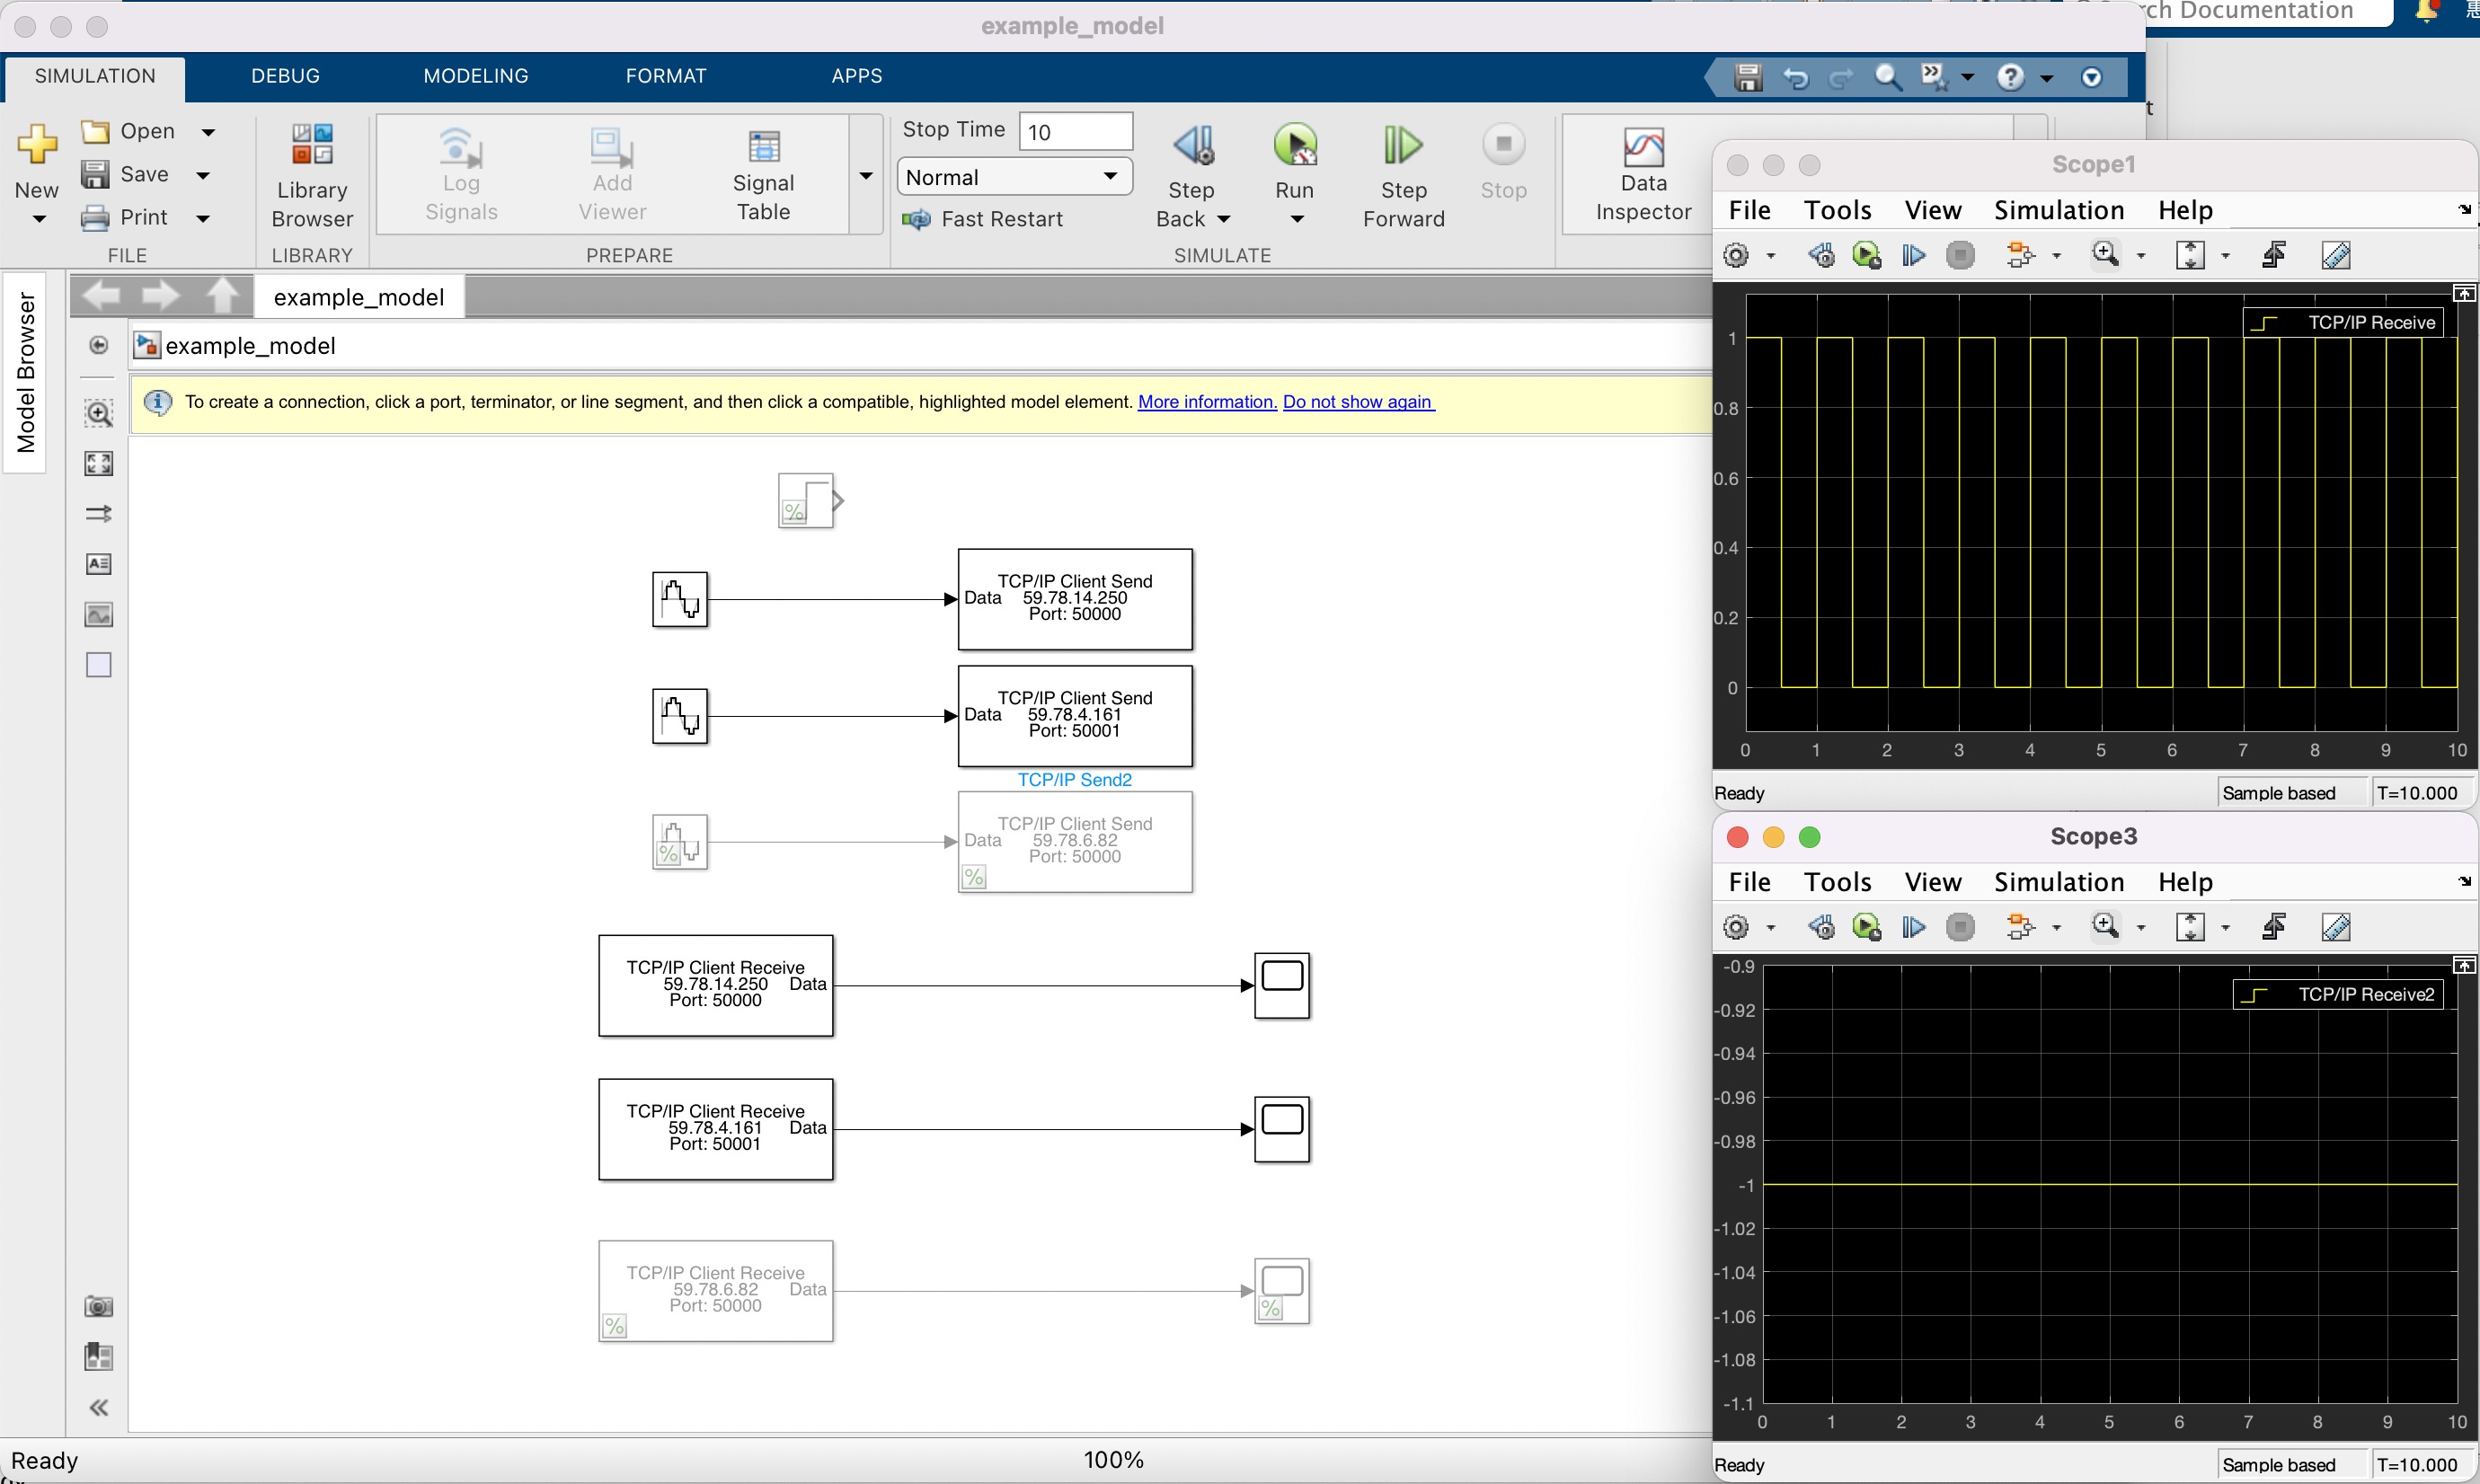 example_model
ch Documentation
SIMULATION DEBUG MODELING FORMAT APPS
New
Open
Save
Print
FILE
Library Browser
LIBRARY
Log Signals
Add Viewer
Signal Table
PREPARE
Stop Time 10
Normal
Fast Restart
Step Back
Run
Step Forward
Stop
SIMULATE
Data Inspector
Model Browser
example_model
example_model
To create a connection, click a port, terminator, or line segment, and then click a compatible, highlighted model element. More information. Do not show again
TCP/IP Client Send
Data 59.78.14.250
Port: 50000
TCP/IP Client Send
Data 59.78.4.161
Port: 50001
TCP/IP Send2
TCP/IP Client Send
Data 59.78.6.82
Port: 50000
%
%
%
TCP/IP Client Receive
59.78.14.250 Data
Port: 50000
TCP/IP Client Receive
59.78.4.161 Data
Port: 50001
TCP/IP Client Receive
59.78.6.82 Data
Port: 50000
%
%
Ready
100%
Scope1
File Tools View Simulation Help
TCP/IP Receive
1
0.8
0.6
0.4
0.2
0
0 1 2 3 4 5 6 7 8 9 10
Ready
Sample based T=10.000
Scope3
File Tools View Simulation Help
TCP/IP Receive2
-0.9
-0.92
-0.94
-0.96
-0.98
-1
-1.02
-1.04
-1.06
-1.08
-1.1
0 1 2 3 4 5 6 7 8 9 10
Ready
Sample based T=10.000